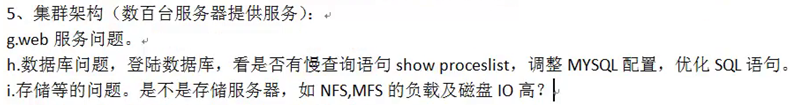 5、集群架构（数百台服务器提供服务）：
g.web 服务问题。
h.数据库问题，登陆数据库，看是否有慢查询语句 show proceslist，调整 MYSQL 配置，优化 SQL 语句。
i.存储等的问题。是不是存储服务器，如 NFS,MFS 的负载及磁盘 IO 高？